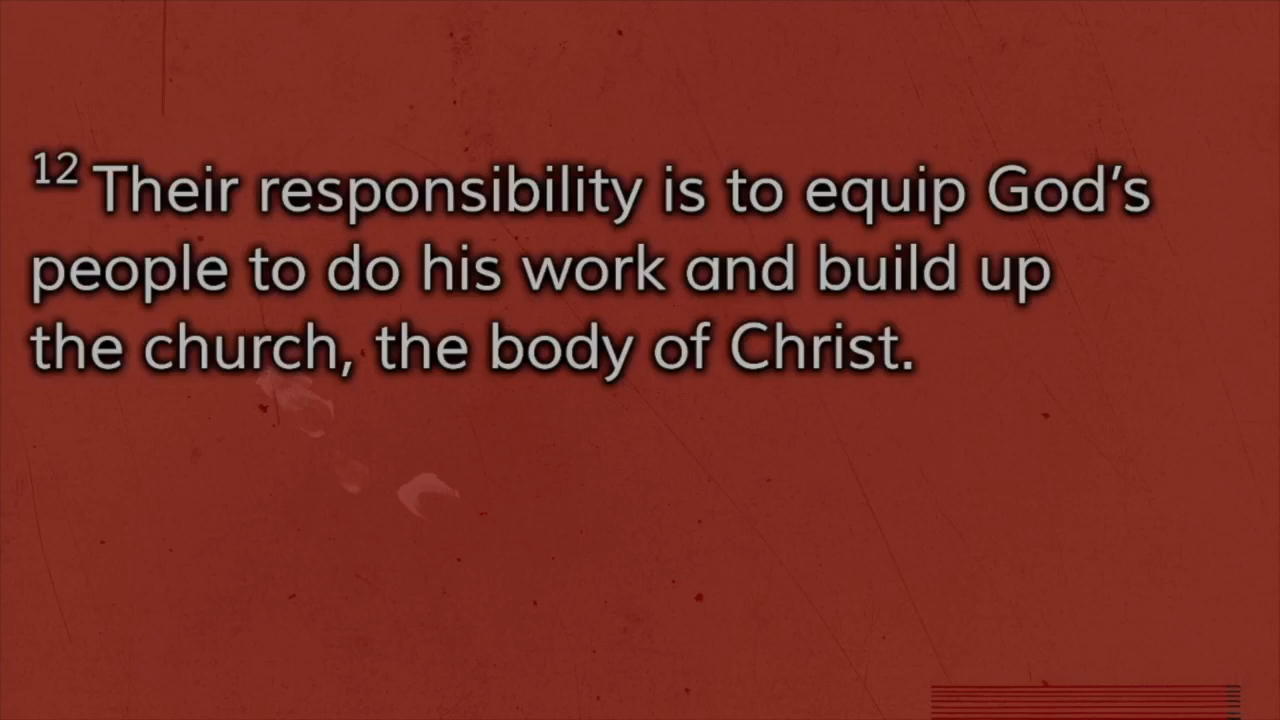 12 Their responsibility is to equip God’s
people to do his work and build up
the church, the body of Christ.